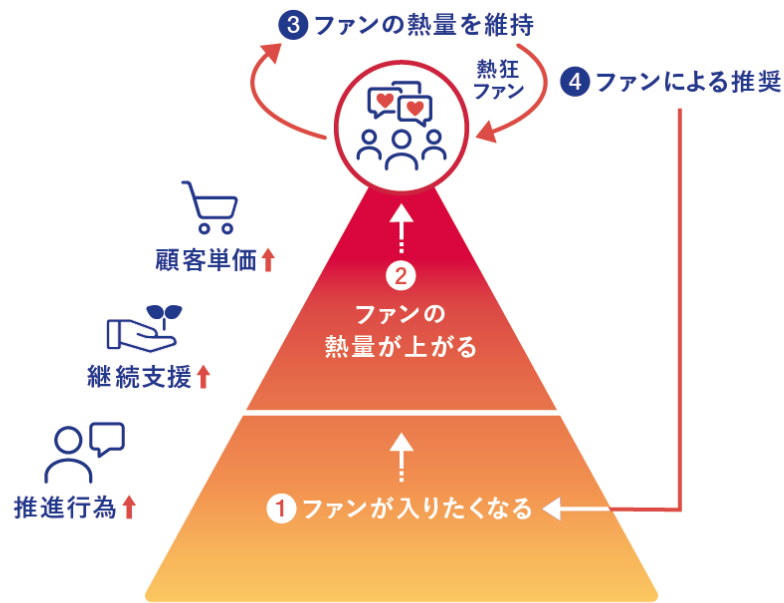 3 ファンの熱量を維持
熱狂
ファン
4 ファンによる推奨
顧客単価
2
ファンの
熱量が上がる
継続支援
推進行為
1 ファンが入りたくなる